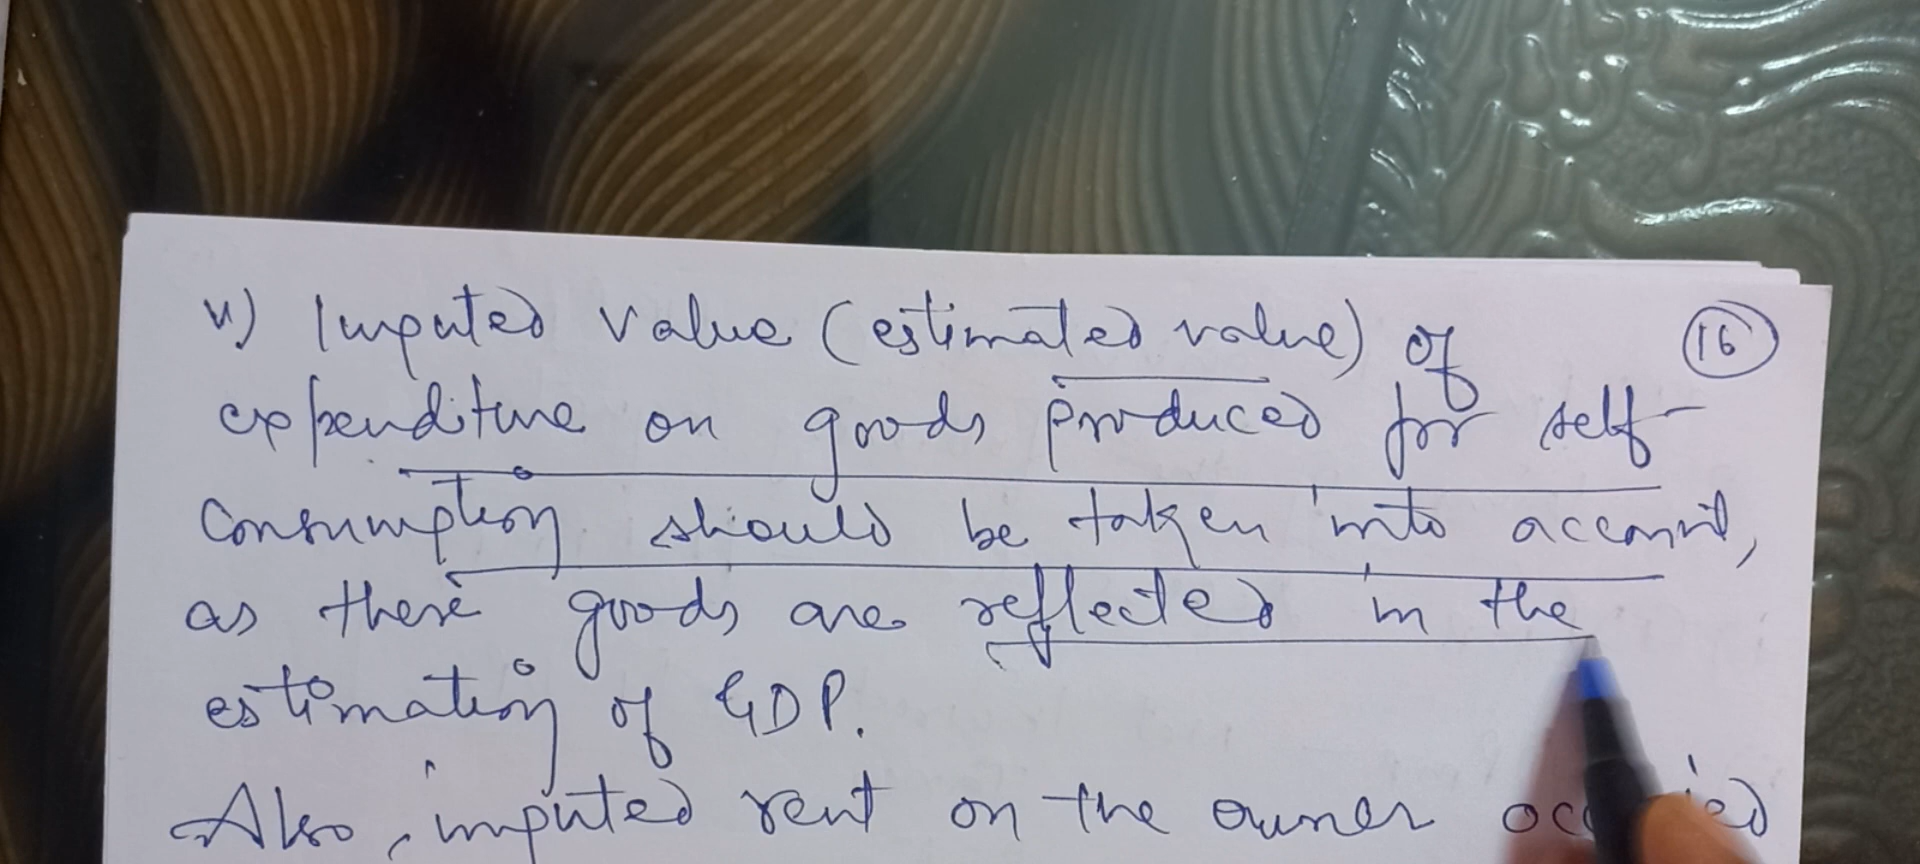 v) Imputed value (estimated value) of
16
expenditure on goods produced for self-
consumption should be taken into account,
as these goods are reflected in the
estimation of GDP.
Also, imputed rent on the owner